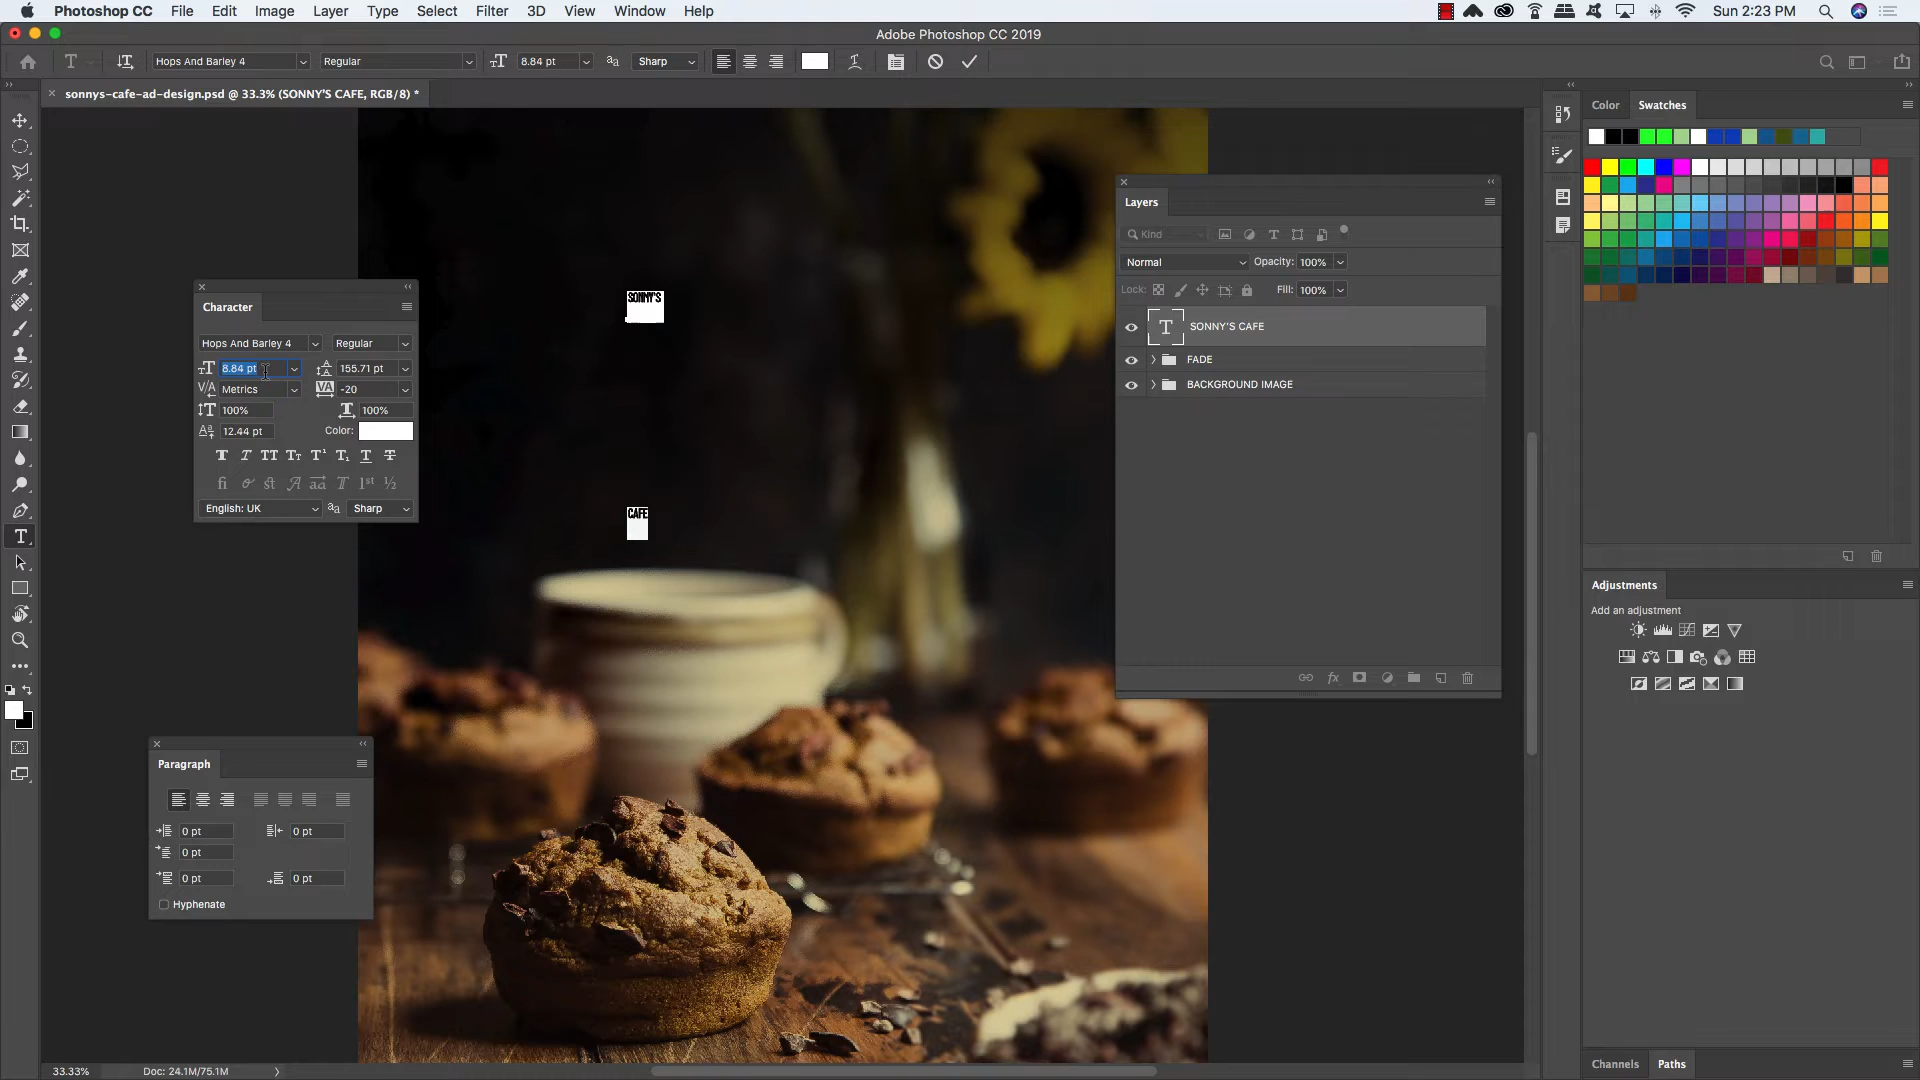 Photoshop CC File Edit Image Layer Type Select Filter 3D View Window Help Sun 2:23 PM
Adobe Photoshop CC 2019
Hops And Barley 4 Regular 8.84 pt Sharp
sonnys-cafe-ad-design.psd @ 33.3% (SONNY'S CAFE, RGB/8) *
Color Swatches
Layers
Kind
Normal Opacity: 100%
Lock: Fill: 100%
SONNY'S CAFE
FADE
BACKGROUND IMAGE
SONNY'S
CAFE
Character
Hops And Barley 4 Regular
8.84 pt 155.71 pt
Metrics -20
100% 100%
12.44 pt Color:
English: UK Sharp
Adjustments
Add an adjustment
Paragraph
0 pt 0 pt
0 pt
0 pt 0 pt
Hyphenate
33.33% Doc: 24.1M/75.1M
Channels Paths